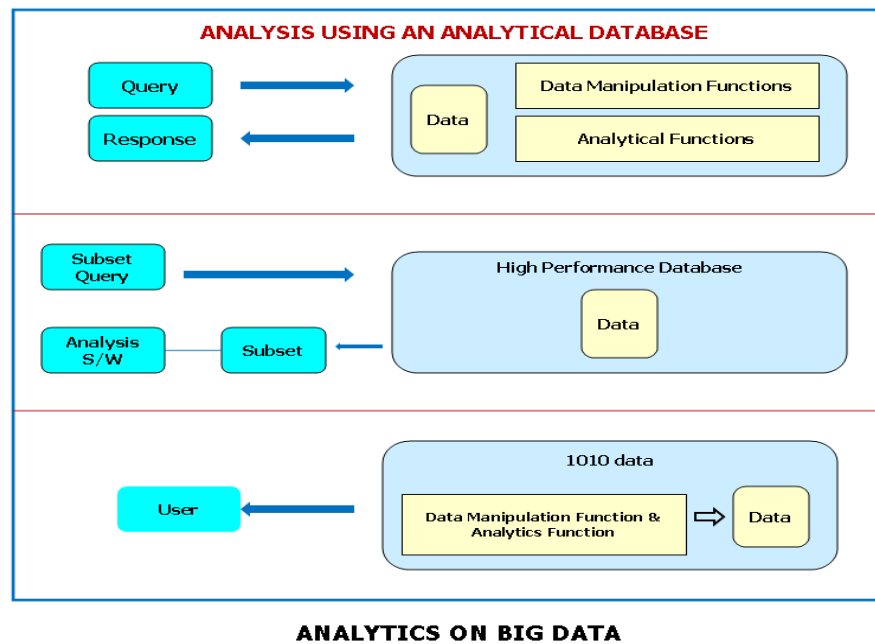 ANALYSIS USING AN ANALYTICAL DATABASE
Query
Response
Data
Data Manipulation Functions
Analytical Functions
Subset
Query
Analysis
S/W
Subset
High Performance Database
Data
User
1010 data
Data Manipulation Function &
Analytics Function
Data
ANALYTICS ON BIG DATA